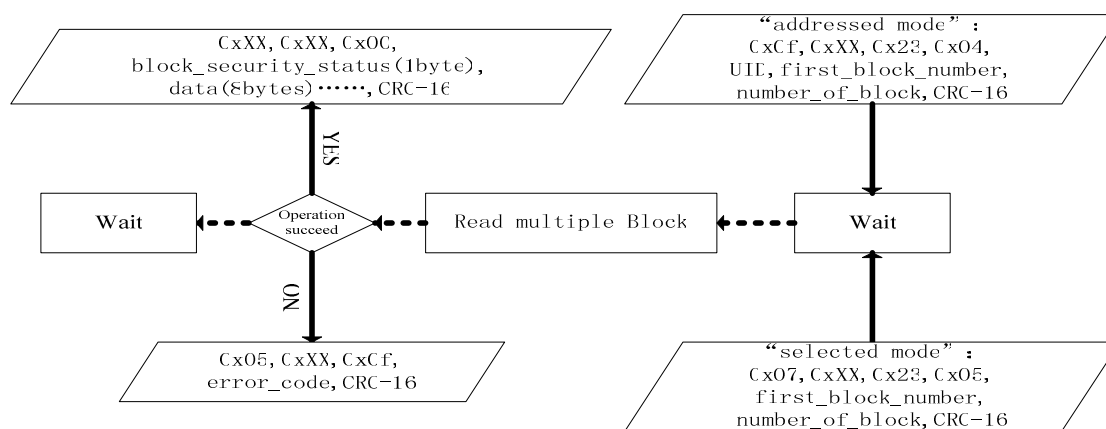 CxXX, CxXX, Cx0C,
block_security_status(1byte),
data(8bytes)······, CRC-16
“addressed mode” :
CxCf, CxXX, Cx23, Cx04,
UID, first_block_number,
number_of_block, CRC-16
YES
Wait
Operation
succeed
Read multiple Block
Wait
ON
Cx05, CxXX, CxCf,
error_code, CRC-16
“selected mode” :
Cx07, CxXX, Cx23, Cx05,
first_block_number,
number_of_block, CRC-16